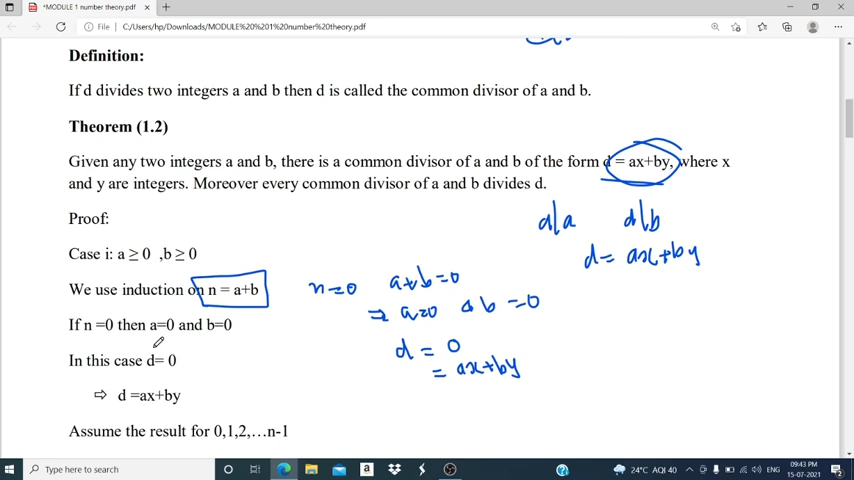 *MODULE 1 number theory.pdf
File C:/Users/hp/Downloads/MODULE%20%201%20number%20theory.pdf
Definition:
If d divides two integers a and b then d is called the common divisor of a and b.
Theorem (1.2)
Given any two integers a and b, there is a common divisor of a and b of the form d = ax+by, where x
and y are integers. Moreover every common divisor of a and b divides d.
Proof:
d|a d|b
Case i: a ≥ 0 ,b ≥ 0
d = ax+by
We use induction on n = a+b
n=0 a+b=0
⇒ a=0 & b=0
If n =0 then a=0 and b=0
d = 0
In this case d= 0
= ax+by
⇨ d =ax+by
Assume the result for 0,1,2,…n-1
Type here to search
24°C AQI 40
ENG
09:43 PM
15-07-2021
2